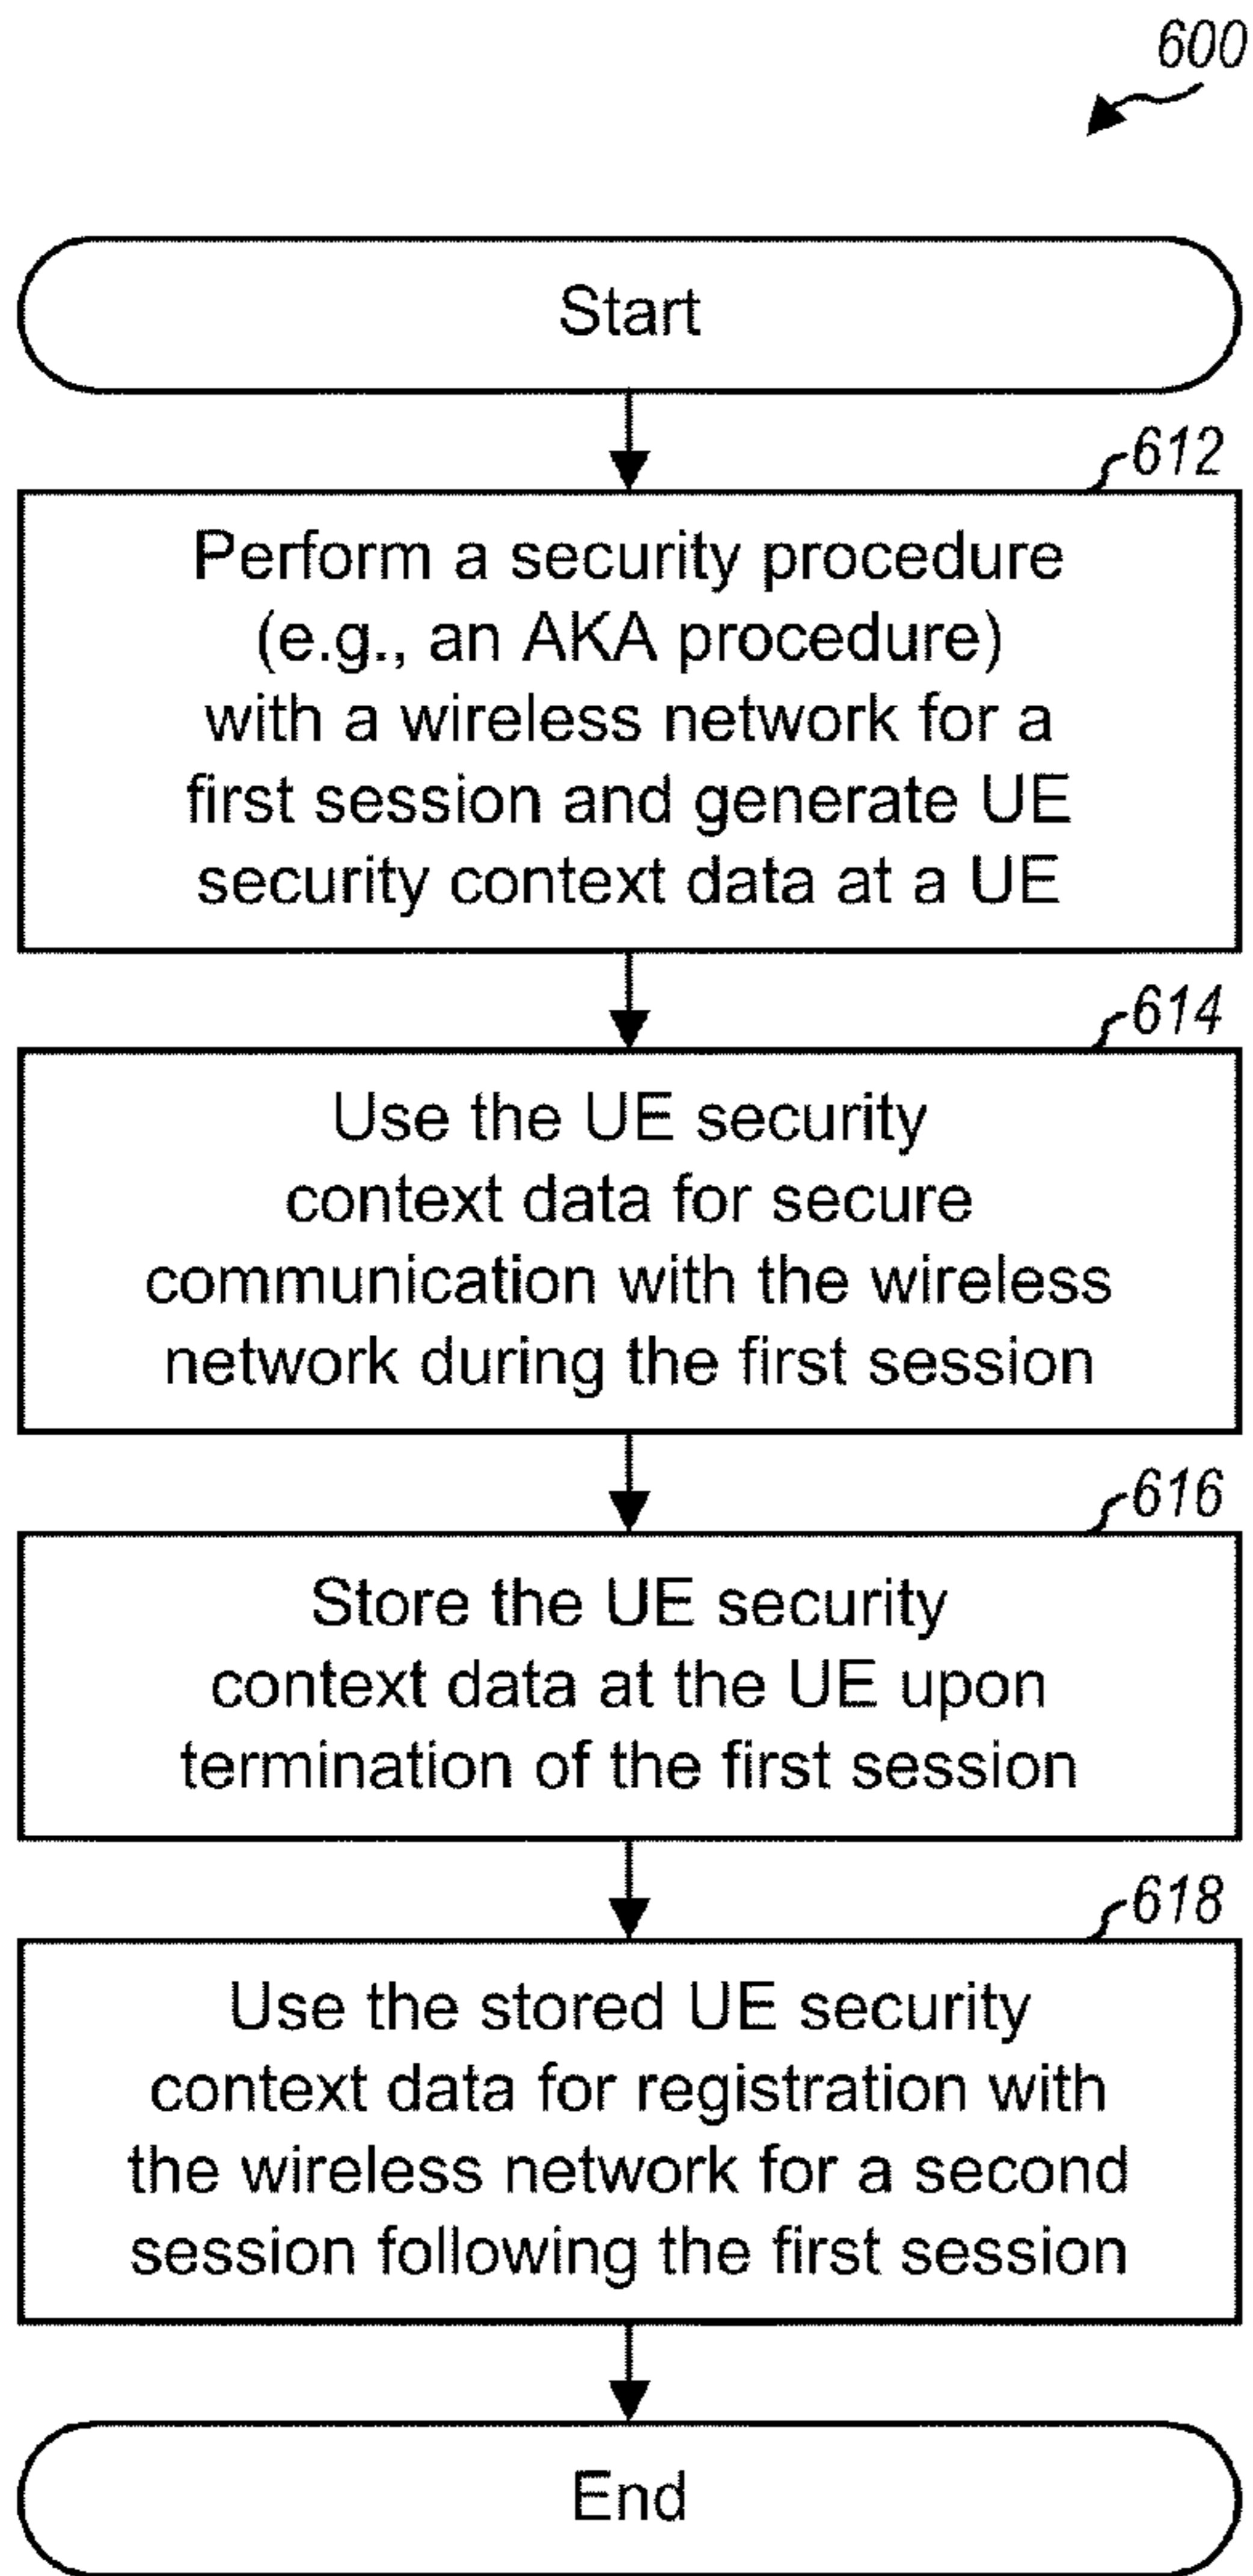 600
Start
612
Perform a security procedure
(e.g., an AKA procedure)
with a wireless network for a
first session and generate UE
security context data at a UE
614
Use the UE security
context data for secure
communication with the wireless
network during the first session
616
Store the UE security
context data at the UE upon
termination of the first session
618
Use the stored UE security
context data for registration with
the wireless network for a second
session following the first session
End